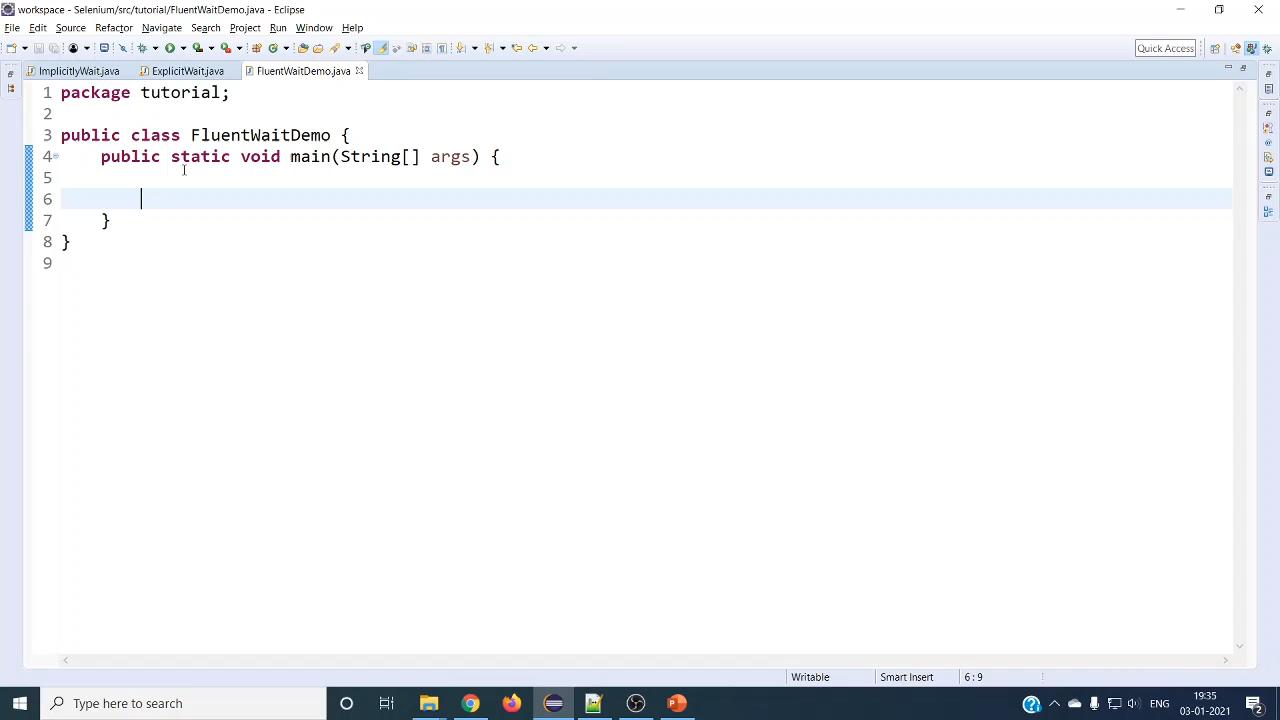 workspace - Selenium/src/tutorial/FluentWaitDemo.java - Eclipse
File Edit Source Refactor Navigate Search Project Run Window Help
Quick Access
ImplicitlyWait.java ExplicitWait.java FluentWaitDemo.java
1 package tutorial;
2
3 public class FluentWaitDemo {
4 public static void main(String[] args) {
5
6
7 }
8 }
9
Writable Smart Insert 6 : 9
Type here to search
ENG
19:35
03-01-2021
2